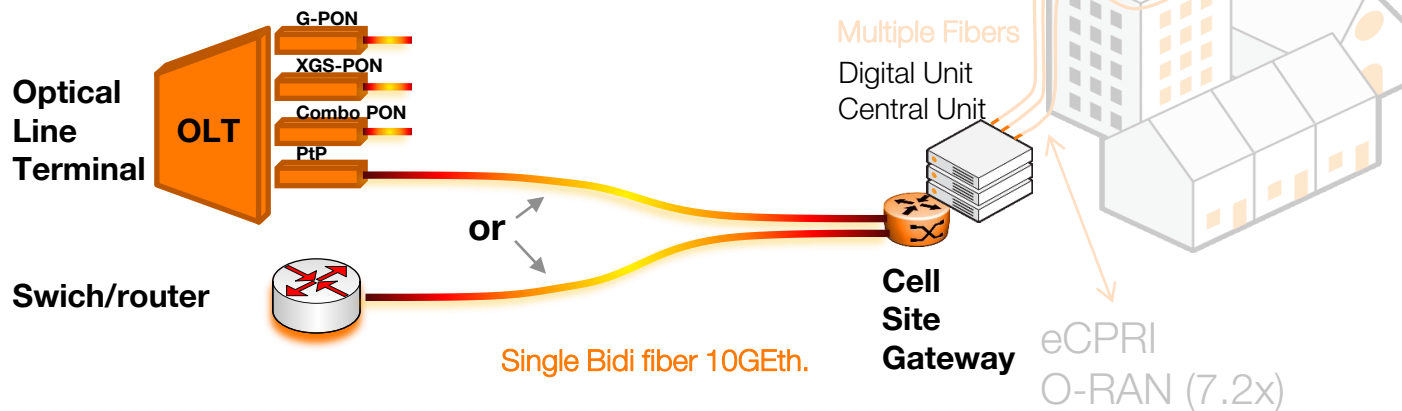 G-PON
XGS-PON
Combo PON
PtP
Optical
Line
Terminal
OLT
or
Swich/router
Single Bidi fiber 10GEth.
Multiple Fibers
Digital Unit
Central Unit
Cell
Site
Gateway
eCPRI
O-RAN (7.2x)